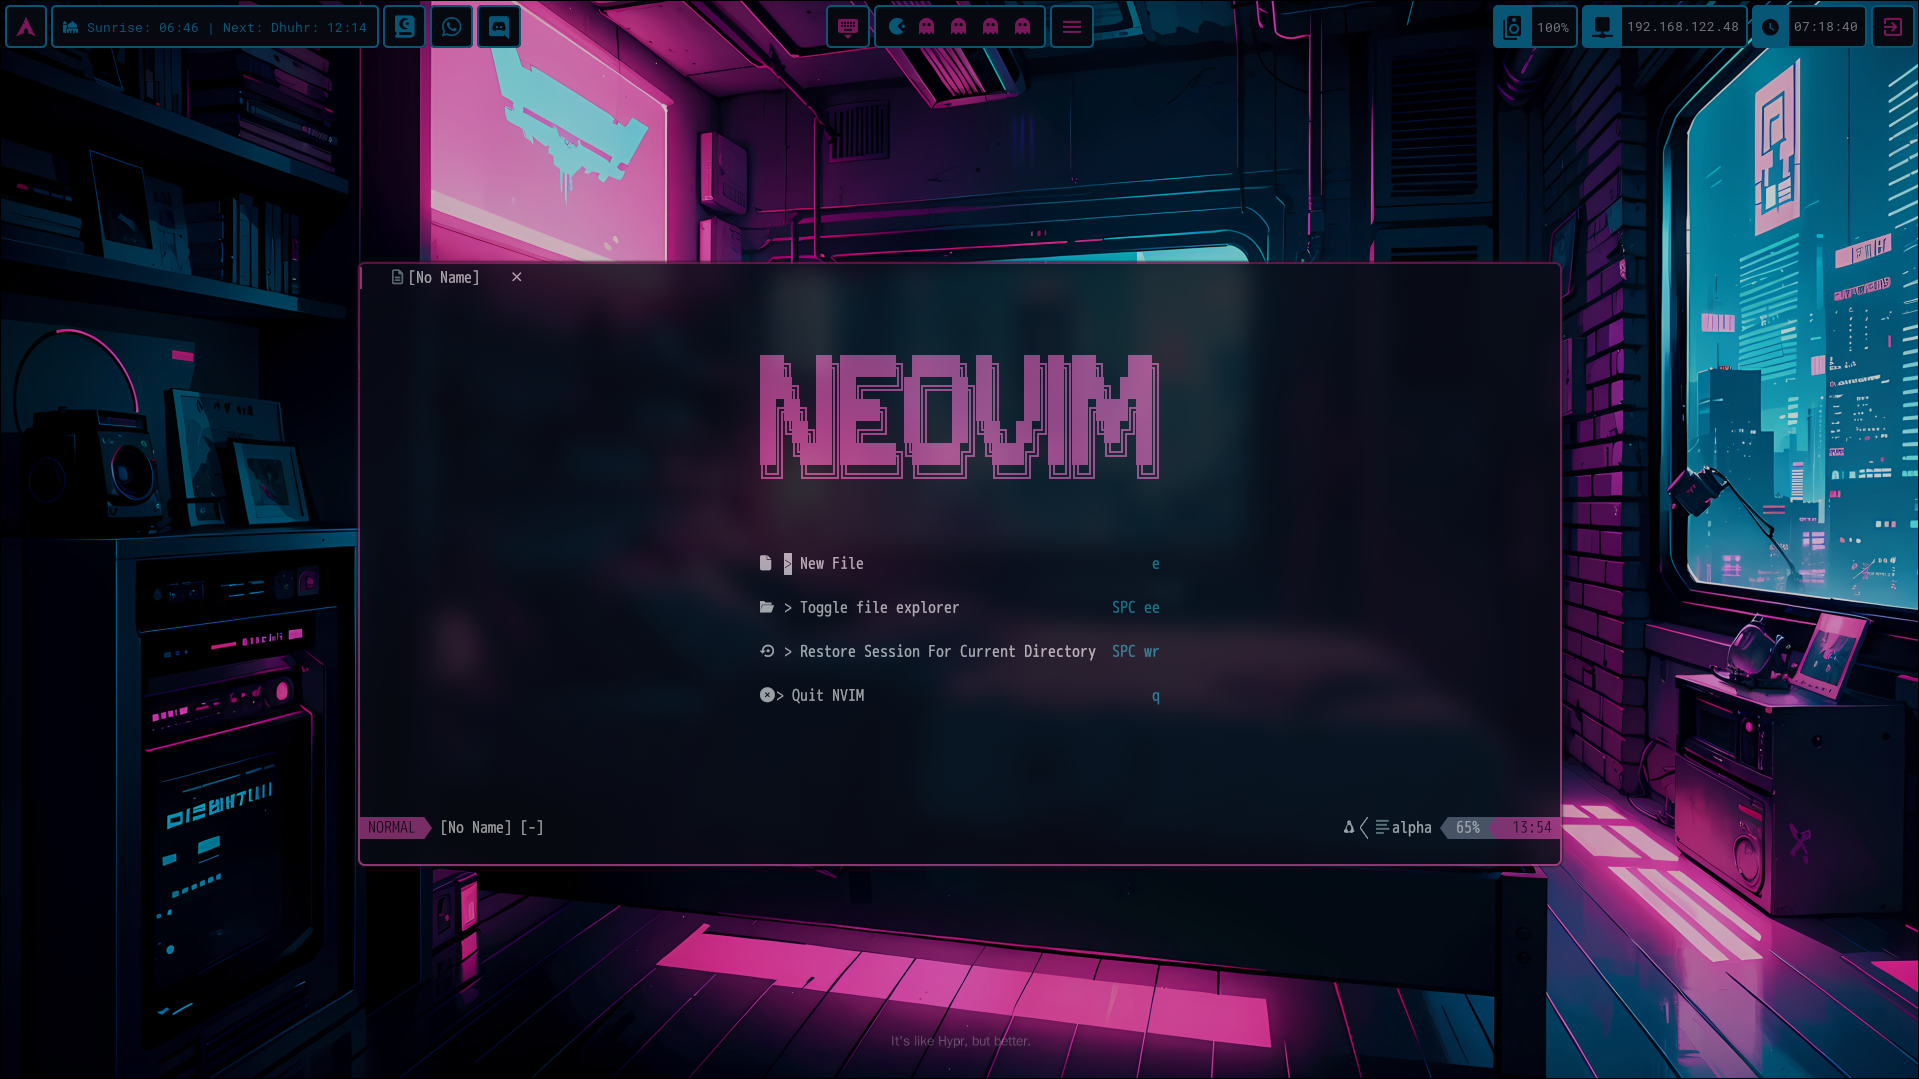 Sunrise: 06:46 | Next: Dhuhr: 12:14
100%
192.168.122.48
07:18:40
[No Name] ×
NEOVIM
> New File e
> Toggle file explorer SPC ee
> Restore Session For Current Directory SPC wr
> Quit NVIM q
NORMAL [No Name] [-]
alpha 65% 13:54
It's like Hypr, but better.